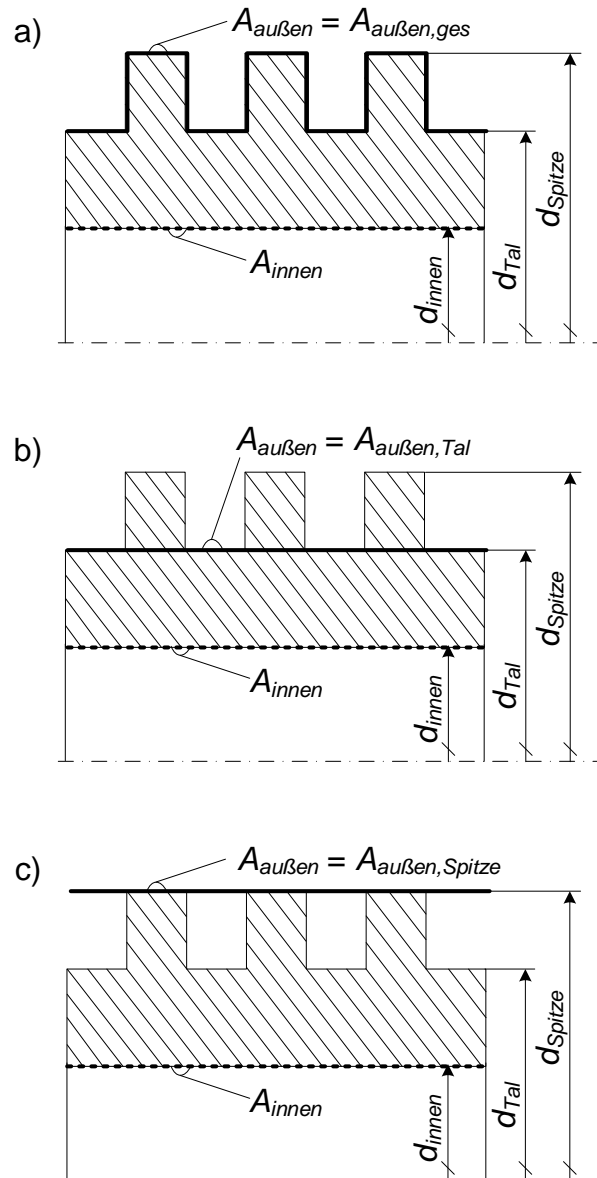 a)
A_außen = A_außen,ges
A_innen
d_innen
d_Tal
d_Spitze
b)
A_außen = A_außen,Tal
A_innen
d_innen
d_Tal
d_Spitze
c)
A_außen = A_außen,Spitze
A_innen
d_innen
d_Tal
d_Spitze